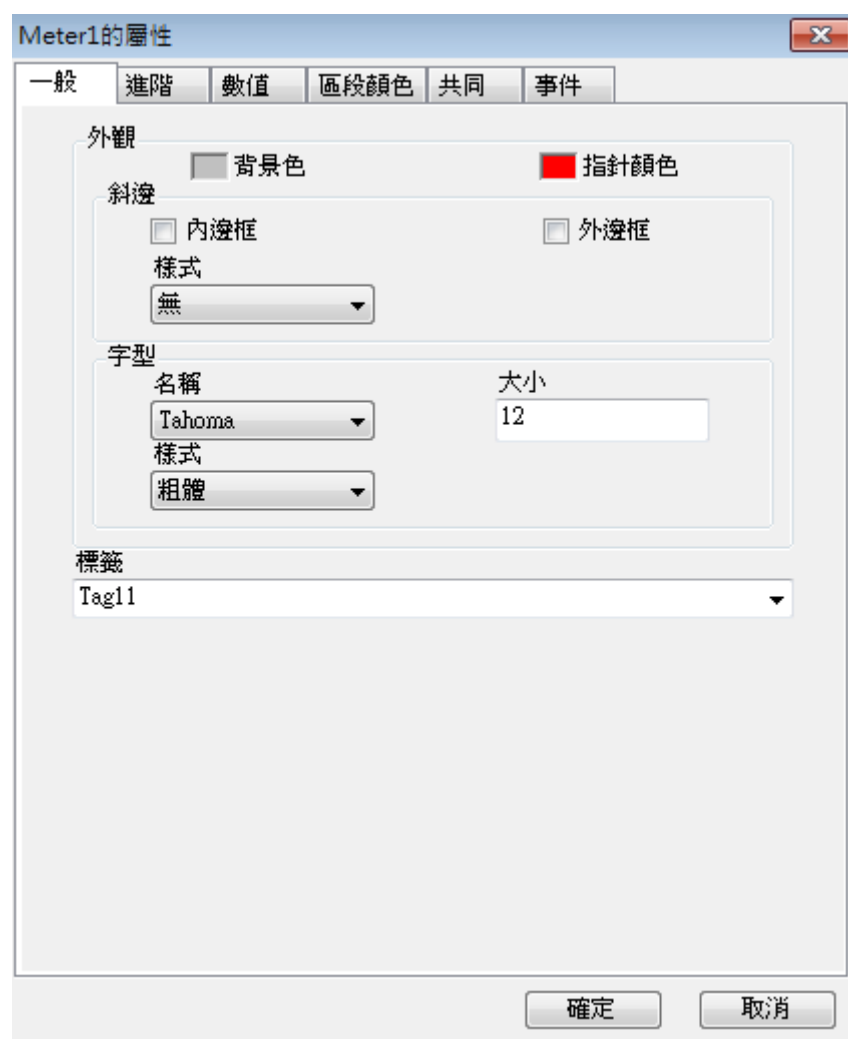 Meter1的屬性
一般 進階 數值 區段顏色 共同 事件
外觀
背景色 指針顏色
斜邊
內邊框 外邊框
樣式
無
字型
名稱 大小
Tahoma 12
樣式
粗體
標籤
Tag11
確定 取消